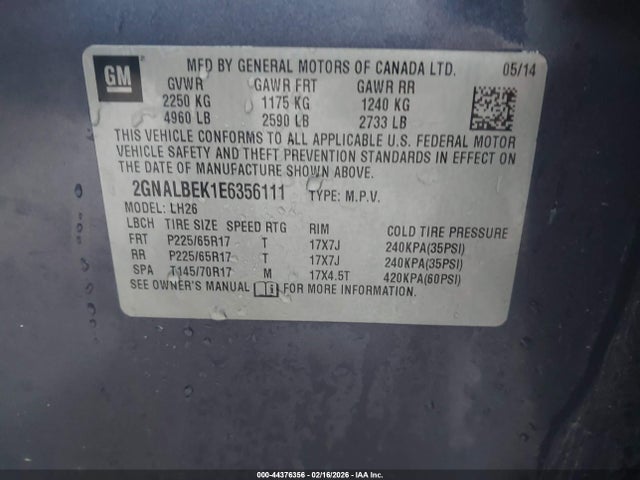 GM
MFD BY GENERAL MOTORS OF CANADA LTD. 05/14
GVWR GAWR FRT GAWR RR
2250 KG 1175 KG 1240 KG
4960 LB 2590 LB 2733 LB
THIS VEHICLE CONFORMS TO ALL APPLICABLE U.S. FEDERAL MOTOR
VEHICLE SAFETY AND THEFT PREVENTION STANDARDS IN EFFECT ON
THE DATE OF MANUFACTURE SHOWN ABOVE.
2GNALBEK1E6356111 TYPE: M.P.V.
MODEL: LH26
LBCH TIRE SIZE SPEED RTG RIM COLD TIRE PRESSURE
FRT P225/65R17 T 17X7J 240KPA(35PSI)
RR P225/65R17 T 17X7J 240KPA(35PSI)
SPA T145/70R17 M 17X4.5T 420KPA(60PSI)
SEE OWNER'S MANUAL FOR MORE INFORMATION.
000-44376356 - 02/16/2026 - IAA Inc.